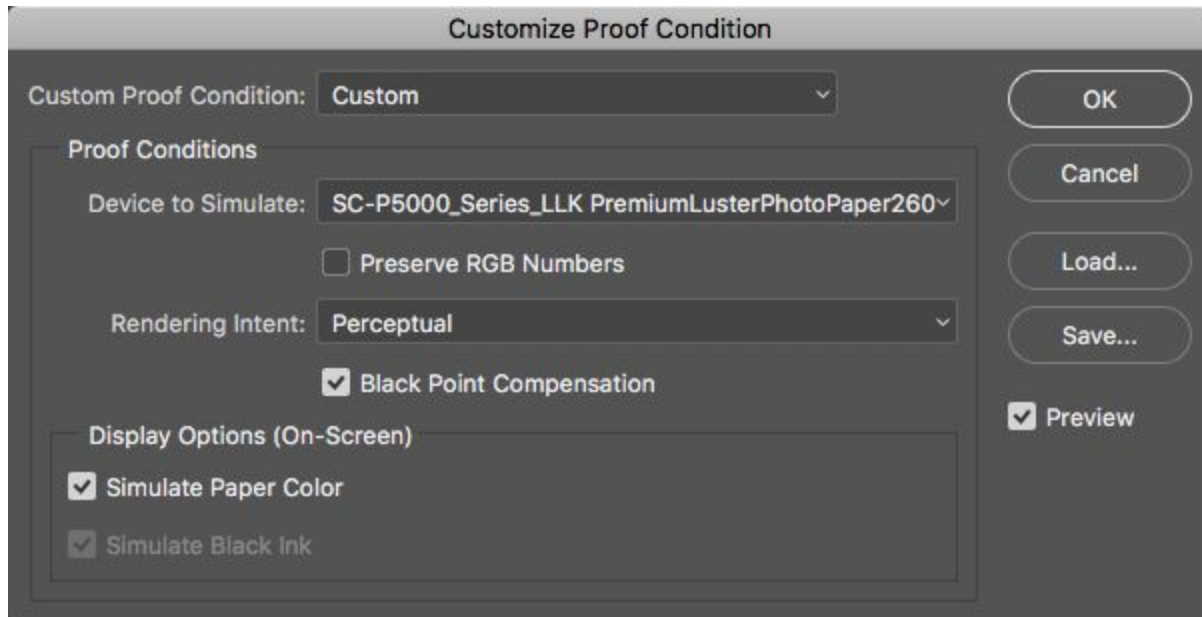 Customize Proof Condition
Custom Proof Condition: Custom
OK
Proof Conditions
Cancel
Device to Simulate: SC-P5000_Series_LLK PremiumLusterPhotoPaper260
Preserve RGB Numbers
Load...
Rendering Intent: Perceptual
Save...
Black Point Compensation
Preview
Display Options (On-Screen)
Simulate Paper Color
Simulate Black Ink